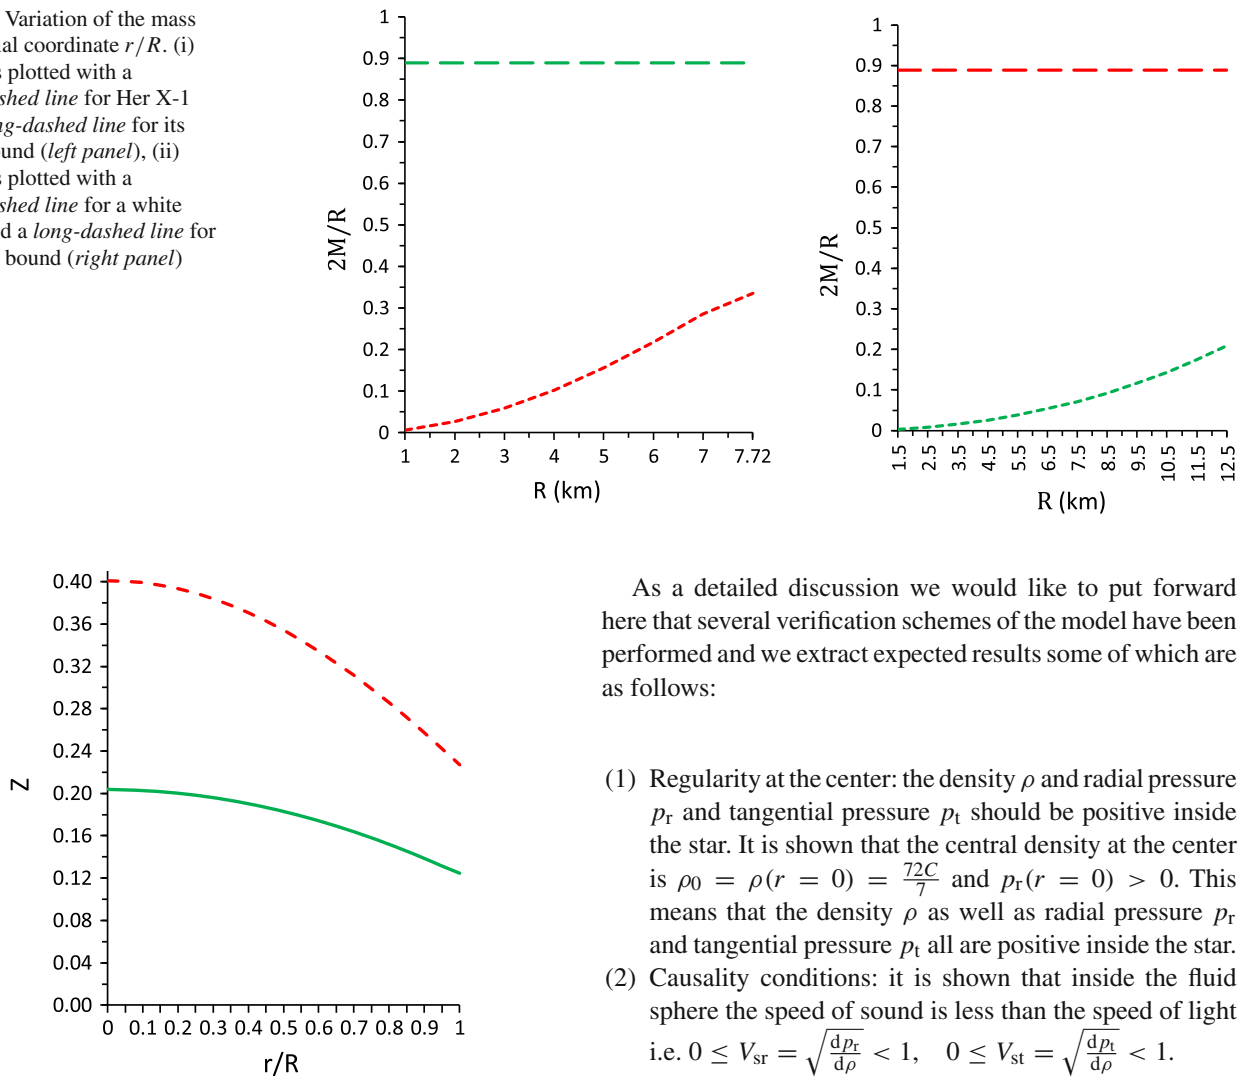 Variation of the mass
ial coordinate r/R. (i)
s plotted with a
shed line for Her X-1
ng-dashed line for its
und (left panel), (ii)
s plotted with a
shed line for a white
d a long-dashed line for
bound (right panel)
1
0.9
0.8
0.7
0.6
0.5
0.4
0.3
0.2
0.1
0
2M/R
1 2 3 4 5 6 7 7.72
R (km)
1
0.9
0.8
0.7
0.6
0.5
0.4
0.3
0.2
0.1
0
2M/R
1.5 2.5 3.5 4.5 5.5 6.5 7.5 8.5 9.5 10.5 11.5 12.5
R (km)
0.40
0.36
0.32
0.28
0.24
0.20
0.16
0.12
0.08
0.04
0.00
Z
0 0.1 0.2 0.3 0.4 0.5 0.6 0.7 0.8 0.9 1
r/R
As a detailed discussion we would like to put forward
here that several verification schemes of the model have been
performed and we extract expected results some of which are
as follows:
(1) Regularity at the center: the density ρ and radial pressure
p_r and tangential pressure p_t should be positive inside
the star. It is shown that the central density at the center
is ρ_0 = ρ(r = 0) = 72C/7 and p_r(r = 0) > 0. This
means that the density ρ as well as radial pressure p_r
and tangential pressure p_t all are positive inside the star.
(2) Causality conditions: it is shown that inside the fluid
sphere the speed of sound is less than the speed of light
i.e. 0 ≤ V_sr = √(dp_r/dρ) < 1, 0 ≤ V_st = √(dp_t/dρ) < 1.